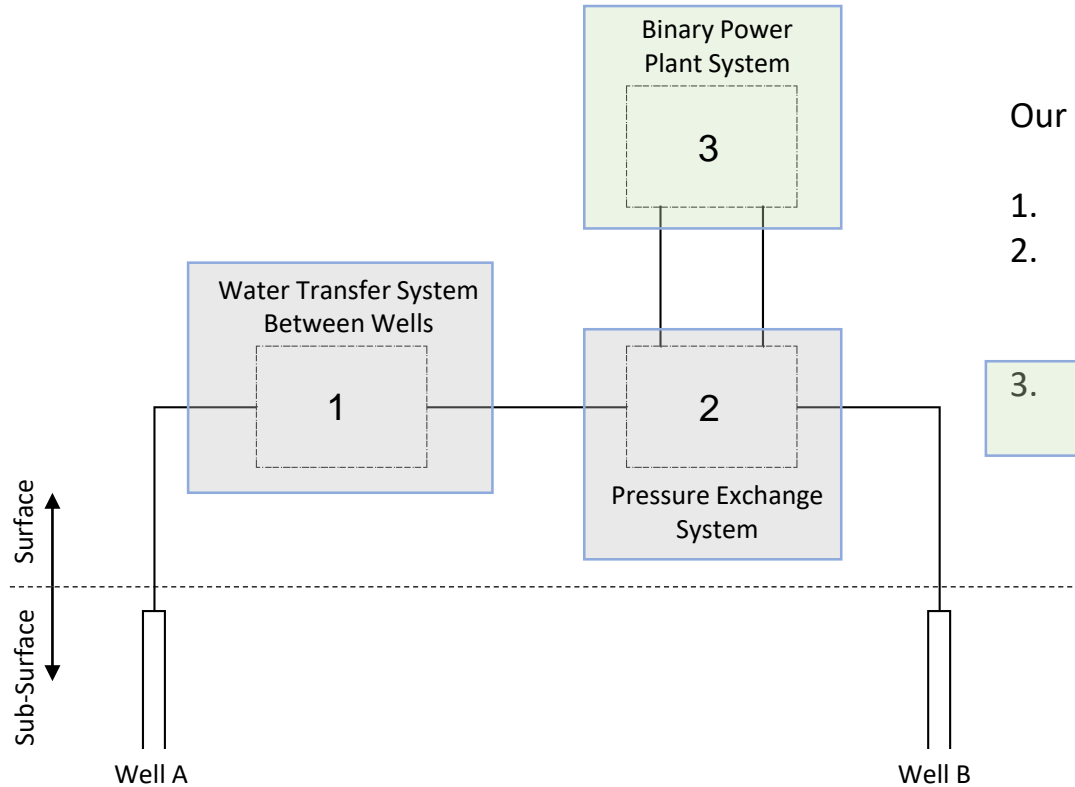 Binary Power
Plant System
3
Our
1.
2.
Water Transfer System
Between Wells
1
2
3.
Pressure Exchange
System
Surface
Sub-Surface
Well A
Well B